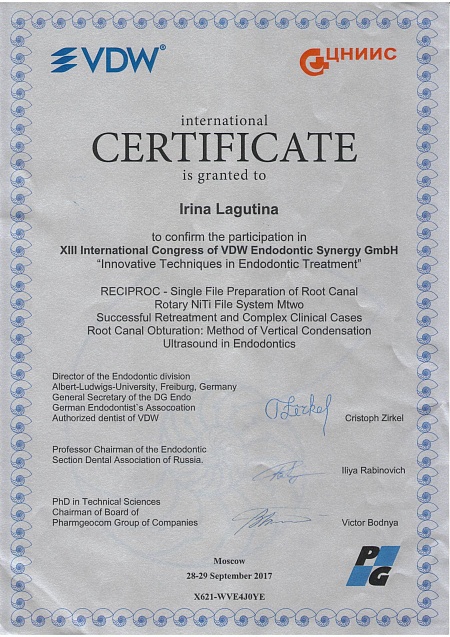 VDW®
ЦНИИС
international
CERTIFICATE
is granted to
Irina Lagutina
to confirm the participation in
XIII International Congress of VDW Endodontic Synergy GmbH
“Innovative Techniques in Endodontic Treatment”
RECIPROC - Single File Preparation of Root Canal
Rotary NiTi File System Mtwo
Successful Retreatment and Complex Clinical Cases
Root Canal Obturation: Method of Vertical Condensation
Ultrasound in Endodontics
Director of the Endodontic division
Albert-Ludwigs-University, Freiburg, Germany
General Secretary of the DG Endo
German Endodontist`s Assocoation
Authorized dentist of VDW
Cristoph Zirkel
Professor Chairman of the Endodontic
Section Dental Association of Russia.
Iliya Rabinovich
PhD in Technical Sciences
Chairman of Board of
Pharmgeocom Group of Companies
Victor Bodnya
PG
Moscow
28-29 September 2017
X621-WVE4J0YE